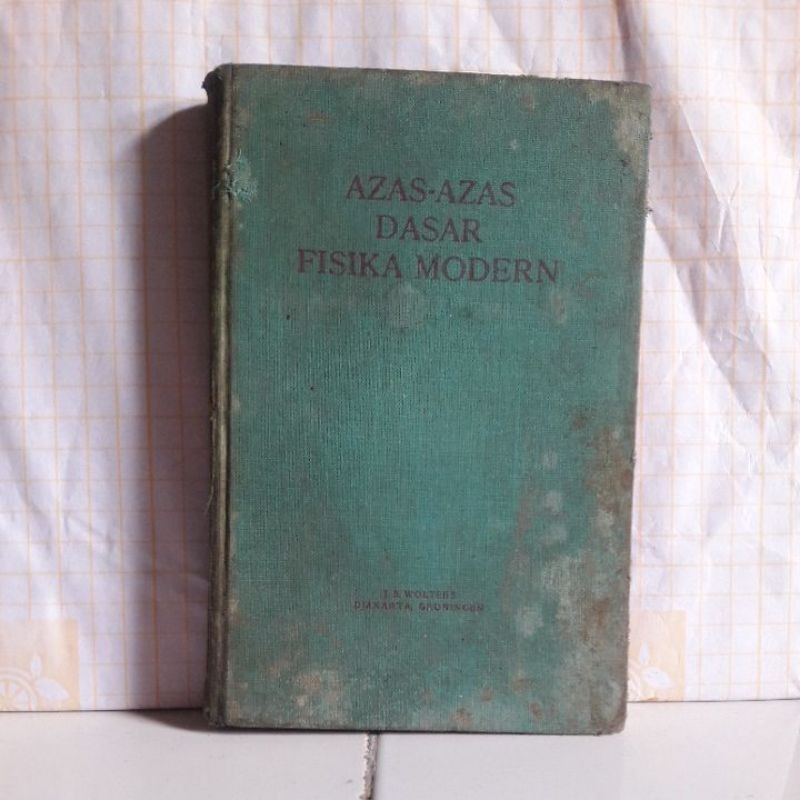 AZAS-AZAS
DASAR
FISIKA MODERN
J. B. WOLTERS
DJAKARTA, GRONINGEN